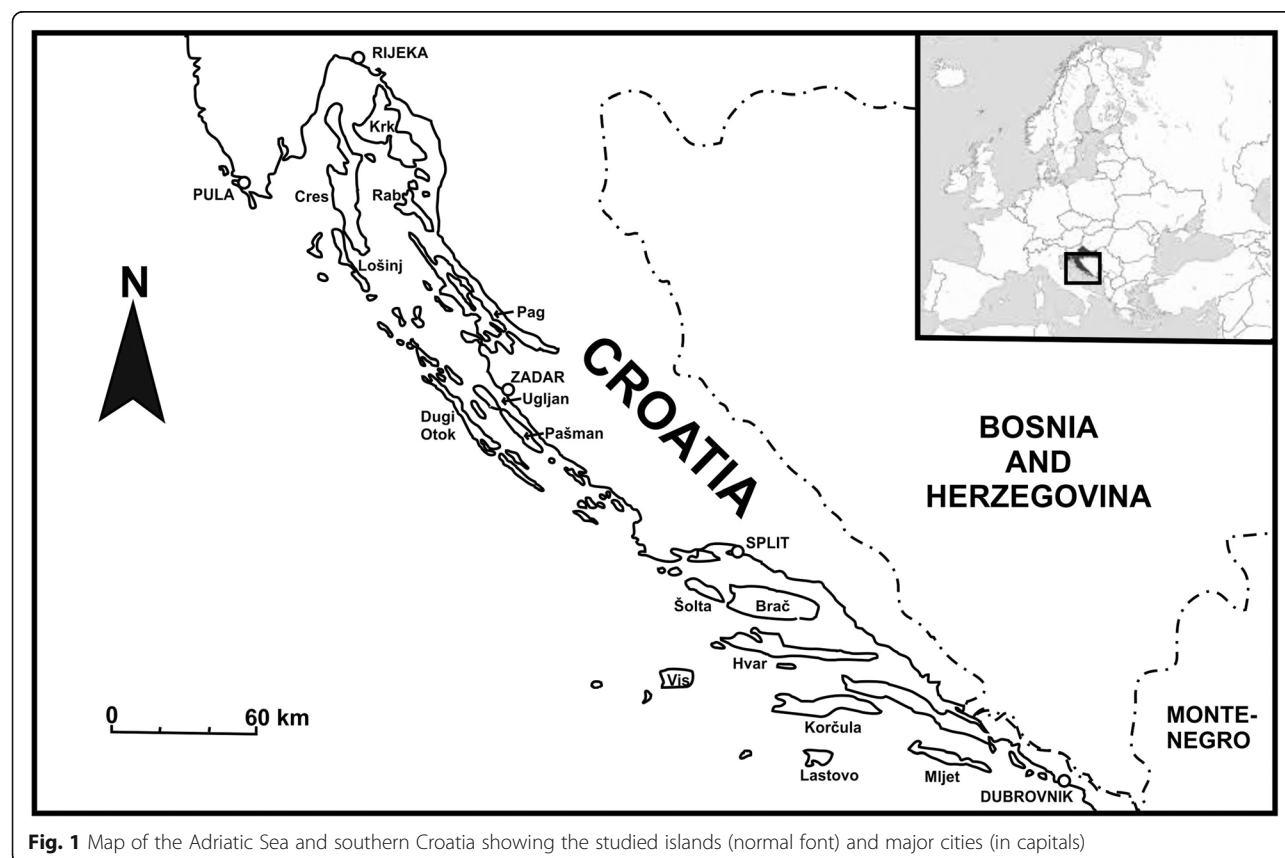 RIJEKA
Krk
PULA
Cres
Rab
Lošinj
N
Pag
CROATIA
ZADAR
Ugljan
Dugi
Otok
Pašman
BOSNIA
AND
HERZEGOVINA
SPLIT
Šolta
Brač
Hvar
Vis
0 60 km
Korčula
MONTE-
NEGRO
Lastovo
Mljet
DUBROVNIK
Fig. 1 Map of the Adriatic Sea and southern Croatia showing the studied islands (normal font) and major cities (in capitals)